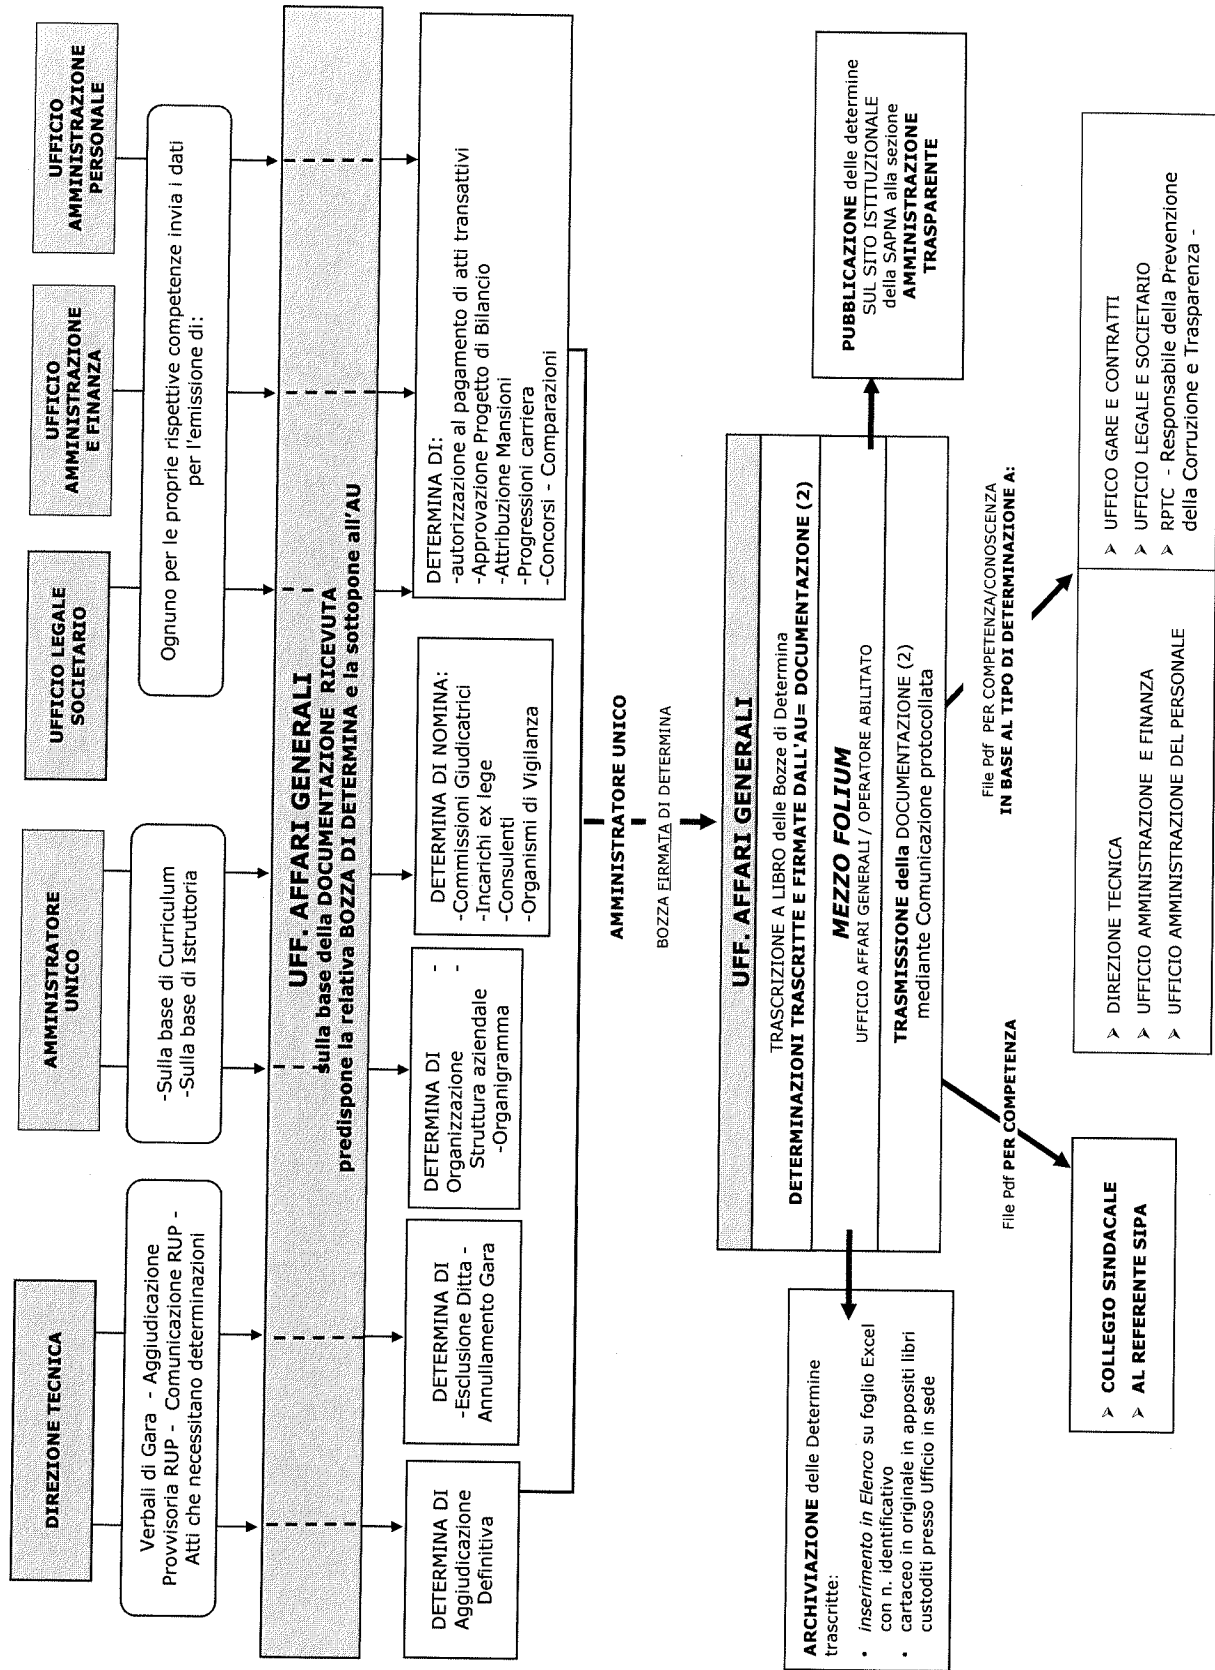 DIREZIONE TECNICA
AMMINISTRATORE
UNICO
UFFICIO LEGALE
SOCIETARIO
UFFICIO
AMMINISTRAZIONE
E FINANZA
UFFICIO
AMMINISTRAZIONE
PERSONALE
Verbali di Gara - Aggiudicazione
Provvisoria RUP - Comunicazione RUP -
Atti che necessitano determinazioni
-Sulla base di Curriculum
-Sulla base di Istruttoria
Ognuno per le proprie rispettive competenze invia i dati
per l'emissione di:
UFF. AFFARI GENERALI
sulla base della DOCUMENTAZIONE RICEVUTA
predispone la relativa BOZZA DI DETERMINA e la sottopone all'AU
DETERMINA DI
Aggiudicazione
Definitiva
DETERMINA DI
-Esclusione Ditta -
Annullamento Gara
DETERMINA DI
Organizzazione -
Struttura aziendale -
-Organigramma
DETERMINA DI NOMINA:
-Commissioni Giudicatrici
-Incarichi ex lege
-Consulenti
-Organismi di Vigilanza
DETERMINA DI:
-autorizzazione al pagamento di atti transattivi
-Approvazione Progetto di Bilancio
-Attribuzione Mansioni
-Progressioni carriera
-Concorsi - Comparazioni
AMMINISTRATORE UNICO
BOZZA FIRMATA DI DETERMINA
UFF. AFFARI GENERALI
TRASCRIZIONE A LIBRO delle Bozze di Determina
DETERMINAZIONI TRASCRITTE E FIRMATE DALL'AU= DOCUMENTAZIONE (2)
MEZZO FOLIUM
UFFICIO AFFARI GENERALI / OPERATORE ABILITATO
TRASMISSIONE della DOCUMENTAZIONE (2)
mediante Comunicazione protocollata
ARCHIVIAZIONE delle Determine
trascritte:
• inserimento in Elenco su foglio Excel
con n. identificativo
• cartaceo in originale in appositi libri
custoditi presso Ufficio in sede
PUBBLICAZIONE delle determine
SUL SITO ISTITUZIONALE
della SAPNA alla sezione
AMMINISTRAZIONE
TRASPARENTE
File Pdf PER COMPETENZA
File Pdf PER COMPETENZA/CONOSCENZA
IN BASE AL TIPO DI DETERMINAZIONE A:
➢ COLLEGIO SINDACALE
➢ AL REFERENTE SIPA
➢ DIREZIONE TECNICA
➢ UFFICIO AMMINISTRAZIONE E FINANZA
➢ UFFICIO AMMINISTRAZIONE DEL PERSONALE
➢ UFFICO GARE E CONTRATTI
➢ UFFICIO LEGALE E SOCIETARIO
➢ RPTC - Responsabile della Prevenzione
della Corruzione e Trasparenza -